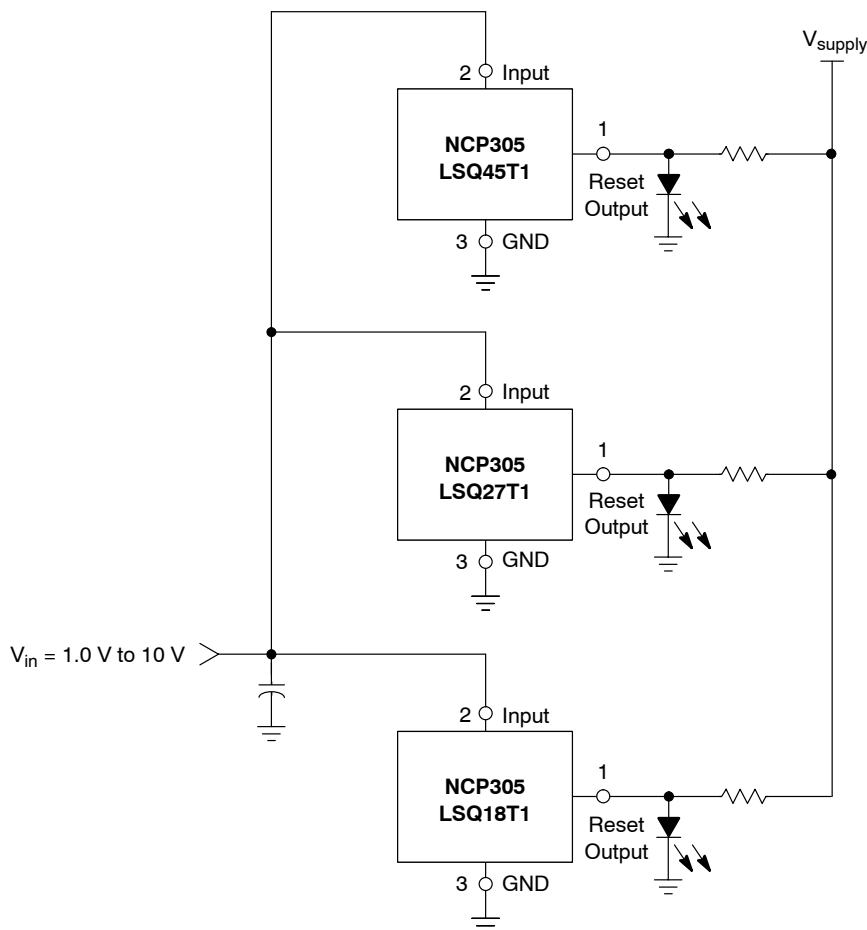 V_supply
2 Input
NCP305
LSQ45T1
1
Reset
Output
3 GND
2 Input
NCP305
LSQ27T1
1
Reset
Output
3 GND
V_in = 1.0 V to 10 V
2 Input
NCP305
LSQ18T1
1
Reset
Output
3 GND